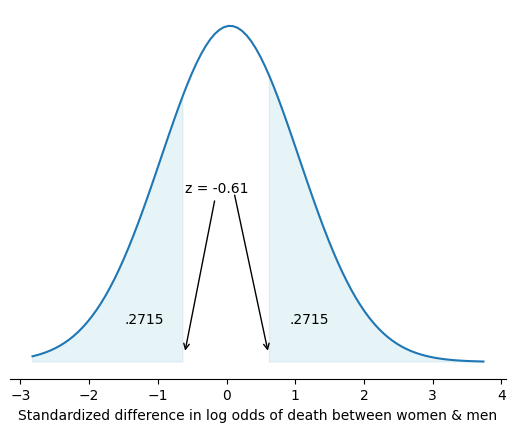 z = -0.61
.2715
.2715
−3 −2 −1 0 1 2 3 4
Standardized difference in log odds of death between women & men